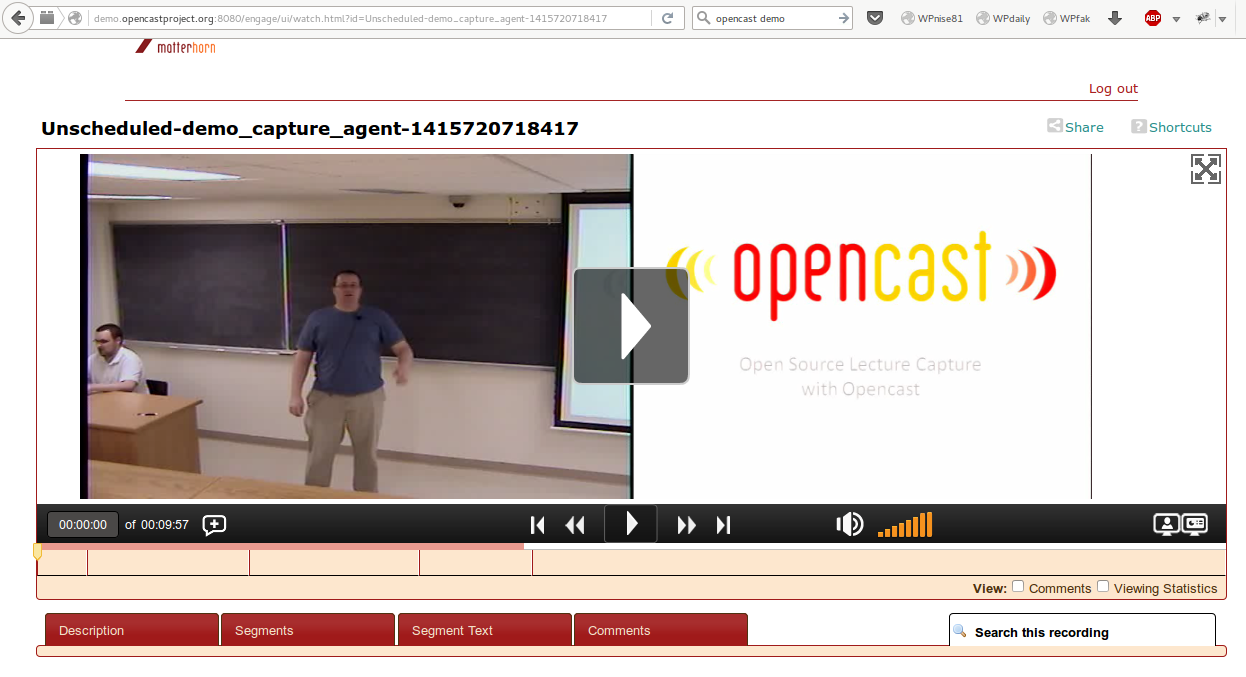 demo.opencastproject.org:8080/engage/ui/watch.html?id=Unscheduled-demo_capture_agent-1415720718417
opencast demo
WPnise81
WPdaily
WPfak
ABP
matterhorn
Log out
Unscheduled-demo_capture_agent-1415720718417
Share
? Shortcuts
opencast
Open Source Lecture Capture
with Opencast
00:00:00 of 00:09:57
View: Comments Viewing Statistics
Description
Segments
Segment Text
Comments
Search this recording